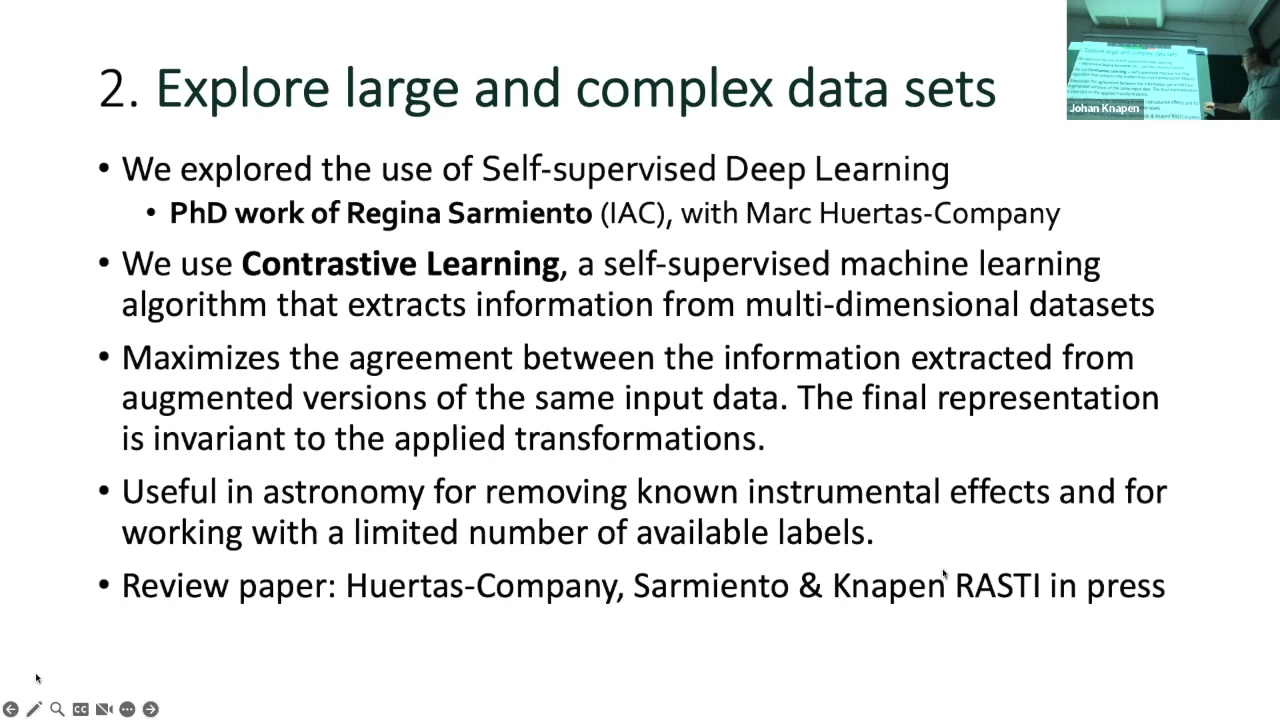 2. Explore large and complex data sets
Johan Knapen
• We explored the use of Self-supervised Deep Learning
• PhD work of Regina Sarmiento (IAC), with Marc Huertas-Company
• We use Contrastive Learning, a self-supervised machine learning
algorithm that extracts information from multi-dimensional datasets
• Maximizes the agreement between the information extracted from
augmented versions of the same input data. The final representation
is invariant to the applied transformations.
• Useful in astronomy for removing known instrumental effects and for
working with a limited number of available labels.
• Review paper: Huertas-Company, Sarmiento & Knapen RASTI in press
CC